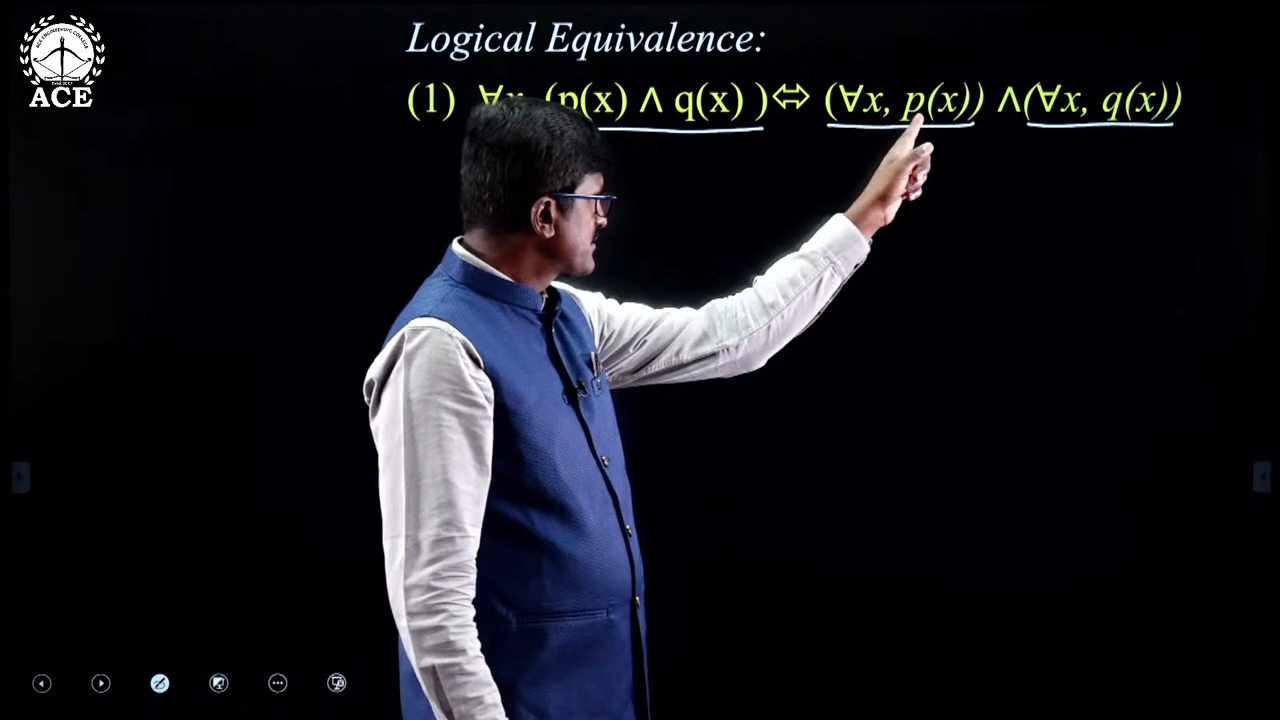 ACE
Logical Equivalence:
(1) ∀x, (p(x) ∧ q(x) )⇔ (∀x, p(x)) ∧(∀x, q(x))